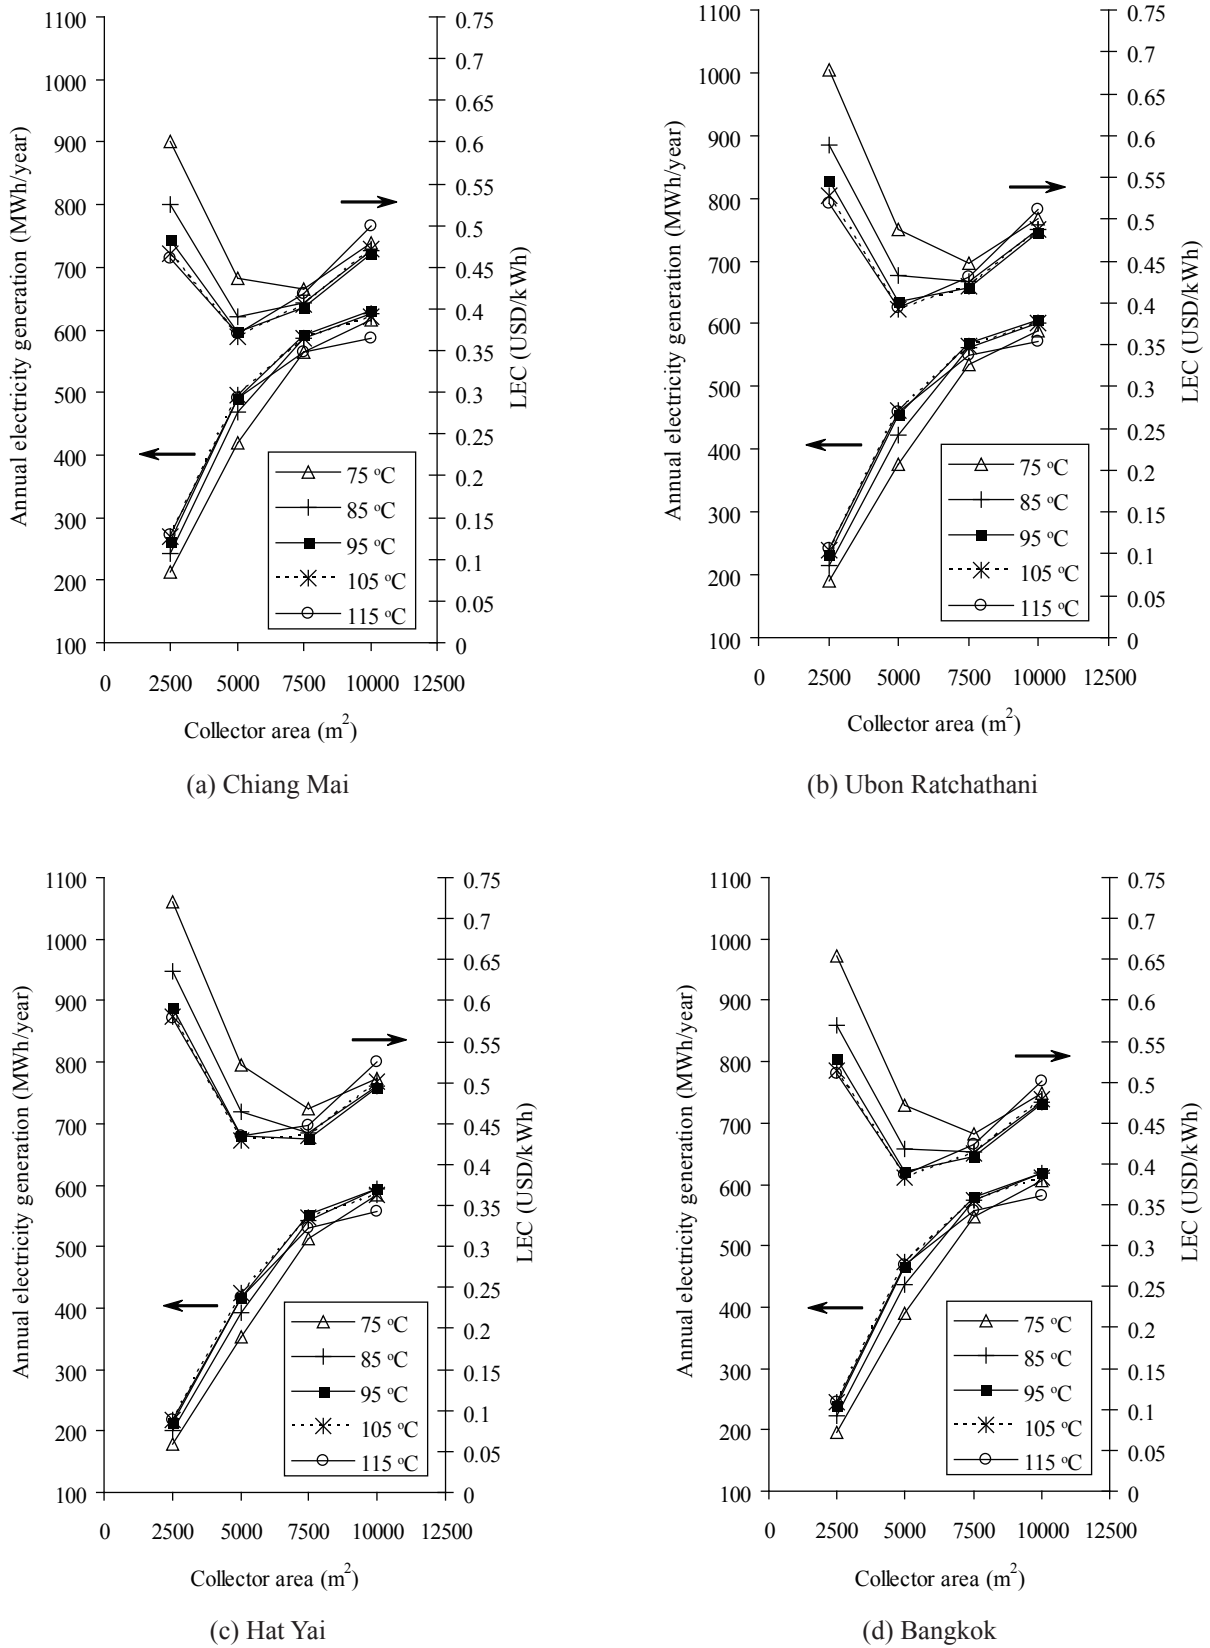 1100
1000
900
800
700
600
500
400
300
200
100
Annual electricity generation (MWh/year)
0.75
0.7
0.65
0.6
0.55
0.5
0.45
0.4
0.35
0.3
0.25
0.2
0.15
0.1
0.05
0
LEC (USD/kWh)
75 °C
85 °C
95 °C
105 °C
115 °C
0 2500 5000 7500 10000 12500
Collector area (m²)
(a) Chiang Mai
1100
1000
900
800
700
600
500
400
300
200
100
Annual electricity generation (MWh/year)
0.75
0.7
0.65
0.6
0.55
0.5
0.45
0.4
0.35
0.3
0.25
0.2
0.15
0.1
0.05
0
LEC (USD/kWh)
75 °C
85 °C
95 °C
105 °C
115 °C
0 2500 5000 7500 10000 12500
Collector area (m²)
(b) Ubon Ratchathani
1100
1000
900
800
700
600
500
400
300
200
100
Annual electricity generation (MWh/year)
0.75
0.7
0.65
0.6
0.55
0.5
0.45
0.4
0.35
0.3
0.25
0.2
0.15
0.1
0.05
0
LEC (USD/kWh)
75 °C
85 °C
95 °C
105 °C
115 °C
0 2500 5000 7500 10000 12500
Collector area (m²)
(c) Hat Yai
1100
1000
900
800
700
600
500
400
300
200
100
Annual electricity generation (MWh/year)
0.75
0.7
0.65
0.6
0.55
0.5
0.45
0.4
0.35
0.3
0.25
0.2
0.15
0.1
0.05
0
LEC (USD/kWh)
75 °C
85 °C
95 °C
105 °C
115 °C
0 2500 5000 7500 10000 12500
Collector area (m²)
(d) Bangkok